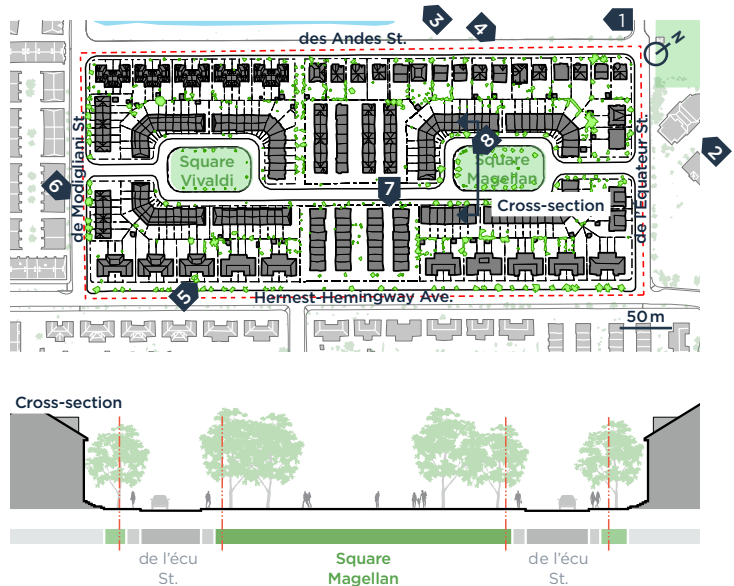 3
4
1
des Andes St.
N
de Modigliani St.
de l'Equateur St.
2
8
Square
Vivaldi
Square
Magellan
6
7
Cross-section
5
Hernest-Hemingway Ave.
50 m
Cross-section
de l'écu
St.
Square
Magellan
de l'écu
St.